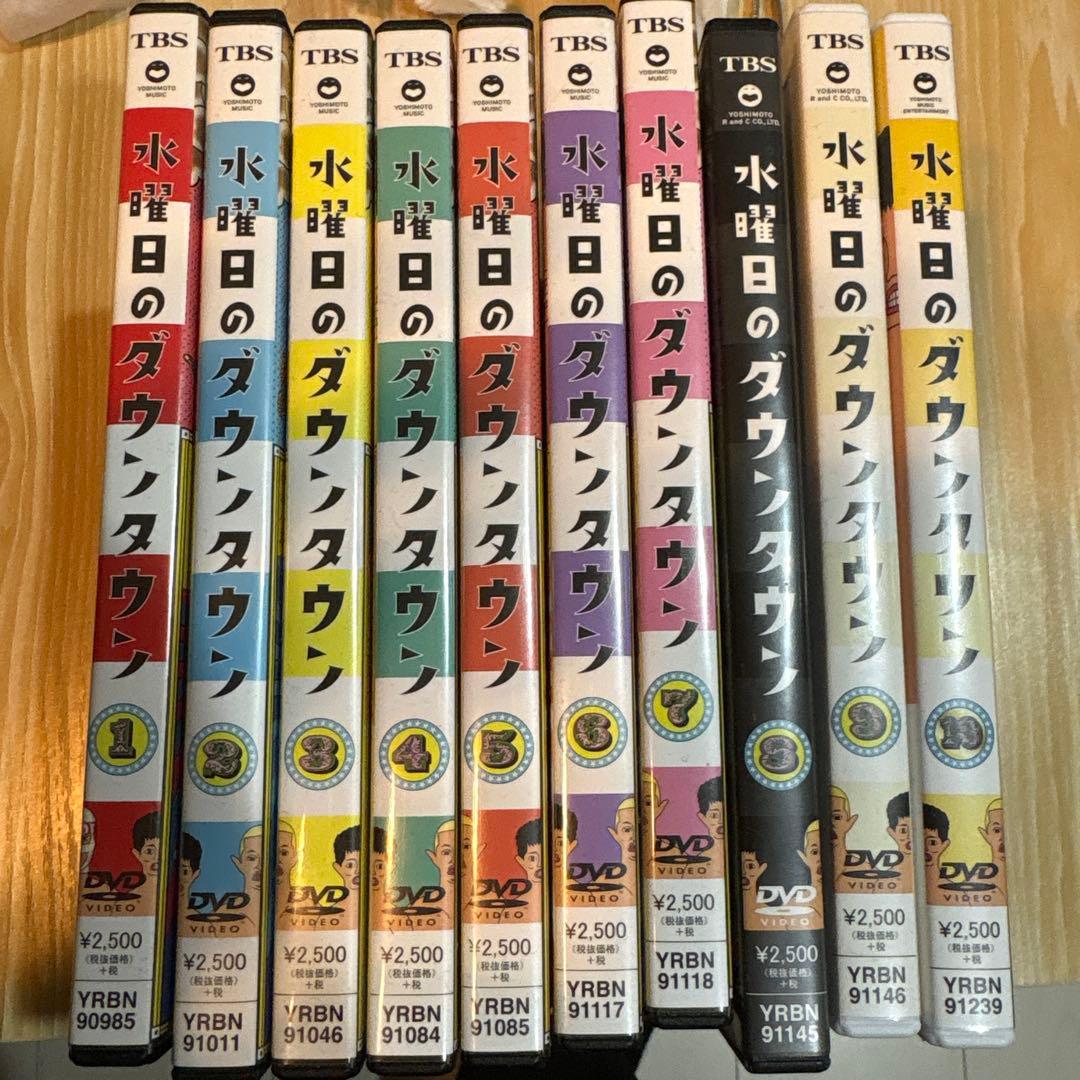 TBS
YOSHIMOTO
MUSIC
水曜日のダウンタウン
1
DVD
VIDEO
¥2,500
(税抜価格)
+税
YRBN
90985
TBS
YOSHIMOTO
MUSIC
水曜日のダウンタウン
2
DVD
VIDEO
¥2,500
(税抜価格)
+税
YRBN
91011
TBS
YOSHIMOTO
MUSIC
水曜日のダウンタウン
3
DVD
VIDEO
¥2,500
(税抜価格)
+税
YRBN
91046
TBS
YOSHIMOTO
MUSIC
水曜日のダウンタウン
4
DVD
VIDEO
¥2,500
(税抜価格)
+税
YRBN
91084
TBS
YOSHIMOTO
MUSIC
水曜日のダウンタウン
5
DVD
VIDEO
¥2,500
(税抜価格)
+税
YRBN
91085
TBS
YOSHIMOTO
MUSIC
水曜日のダウンタウン
6
DVD
VIDEO
¥2,500
(税抜価格)
+税
YRBN
91117
TBS
YOSHIMOTO
MUSIC
水曜日のダウンタウン
7
DVD
VIDEO
¥2,500
(税抜価格)
+税
YRBN
91118
TBS
YOSHIMOTO
R and C CO., LTD.
水曜日のダウンタウン
8
DVD
VIDEO
¥2,500
(税抜価格)
+税
YRBN
91145
TBS
YOSHIMOTO
R and C CO., LTD.
水曜日のダウンタウン
9
DVD
VIDEO
¥2,500
(税抜価格)
+税
YRBN
91146
TBS
YOSHIMOTO
MUSIC
ENTERTAINMENT
水曜日のダウンタウン
10
DVD
VIDEO
¥2,500
(税抜価格)
+税
YRBN
91239